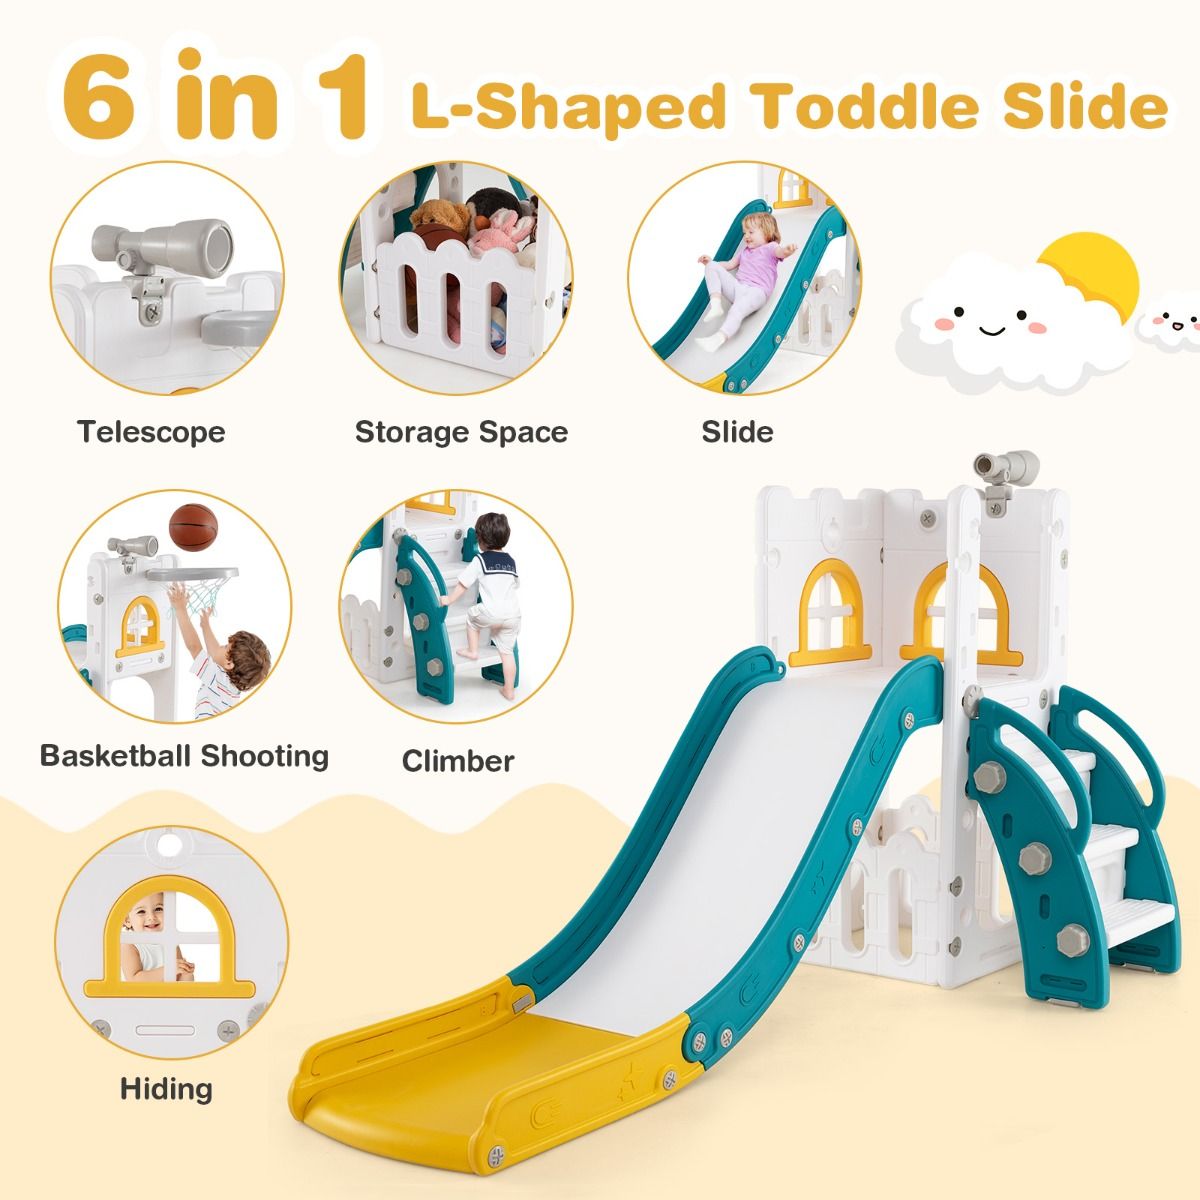 6 in 1 L-Shaped Toddle Slide
Telescope
Storage Space
Slide
Basketball Shooting
Climber
Hiding